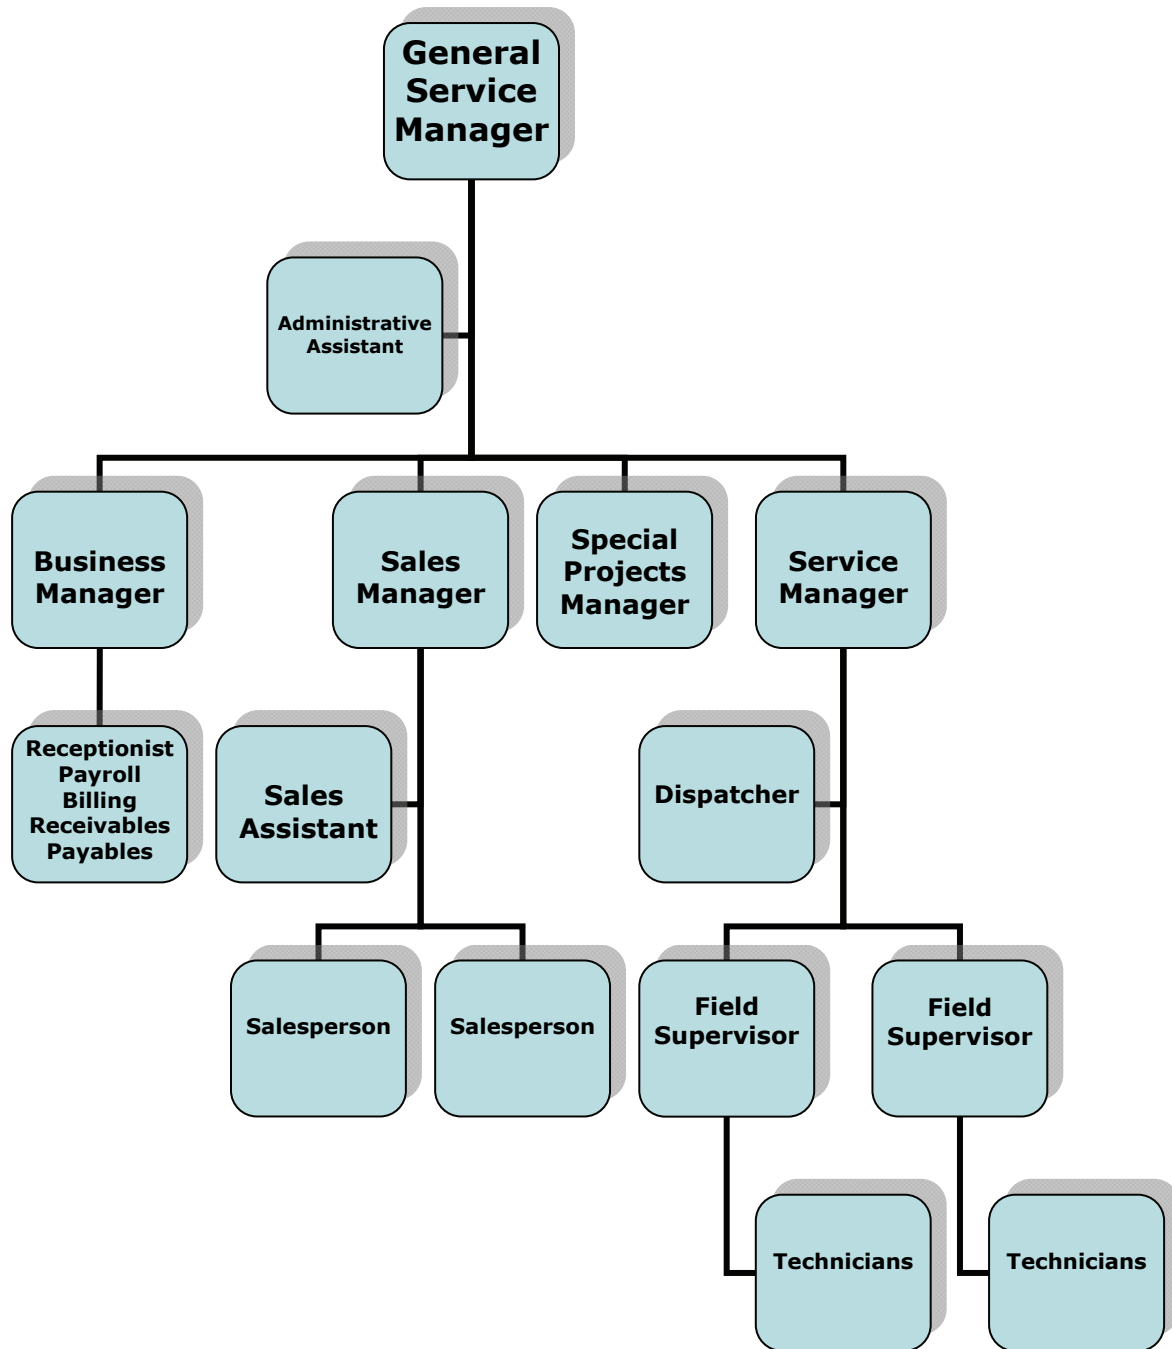 General
Service
Manager
Administrative
Assistant
Business
Manager
Sales
Manager
Special
Projects
Manager
Service
Manager
Receptionist
Payroll
Billing
Receivables
Payables
Sales
Assistant
Dispatcher
Salesperson
Salesperson
Field
Supervisor
Field
Supervisor
Technicians
Technicians